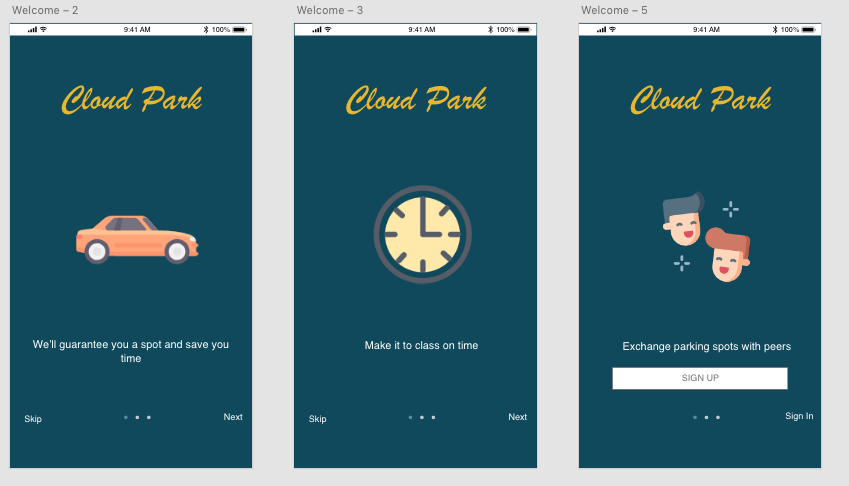 Welcome – 2
9:41 AM
100%
Cloud Park
We'll guarantee you a spot and save you
time
Skip
Next
Welcome – 3
9:41 AM
100%
Cloud Park
Make it to class on time
Skip
Next
Welcome – 5
9:41 AM
100%
Cloud Park
Exchange parking spots with peers
SIGN UP
Sign In